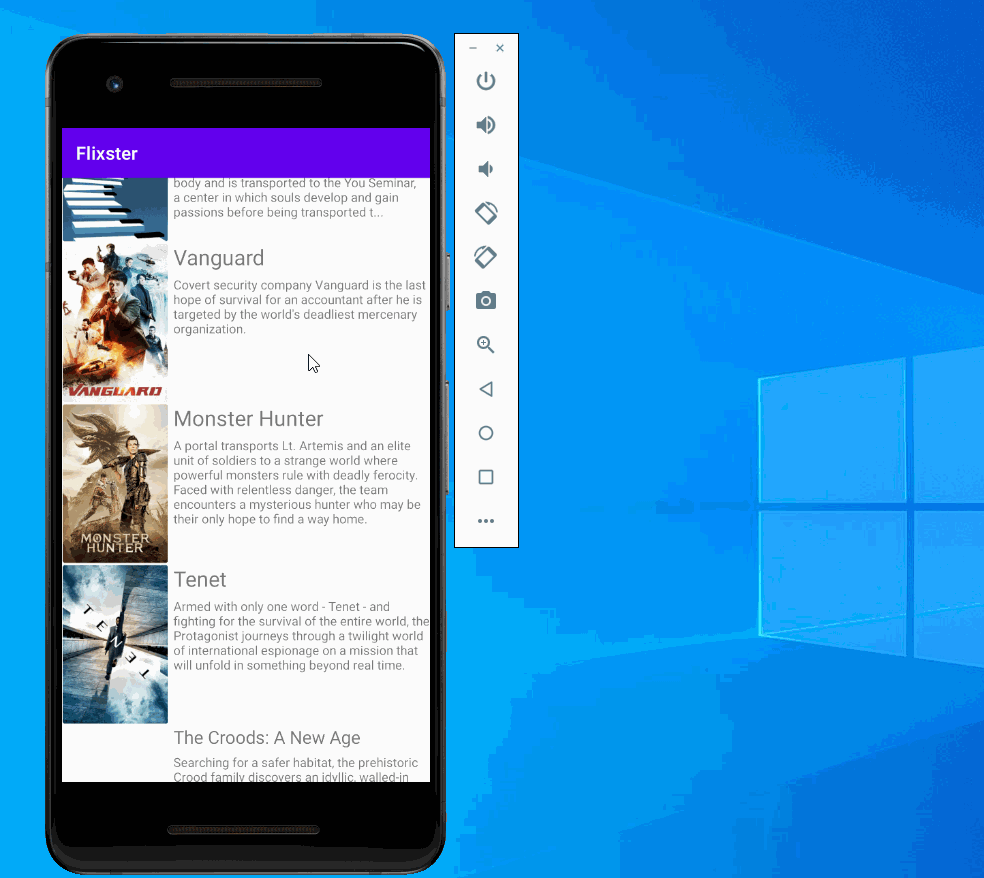 Flixster
body and is transported to the You Seminar,
a center in which souls develop and gain
passions before being transported t...
Vanguard
Covert security company Vanguard is the last
hope of survival for an accountant after he is
targeted by the world's deadliest mercenary
organization.
VANGUARD
Monster Hunter
A portal transports Lt. Artemis and an elite
unit of soldiers to a strange world where
powerful monsters rule with deadly ferocity.
Faced with relentless danger, the team
encounters a mysterious hunter who may be
their only hope to find a way home.
MONSTER
HUNTER
Tenet
Armed with only one word - Tenet - and
fighting for the survival of the entire world, the
Protagonist journeys through a twilight world
of international espionage on a mission that
will unfold in something beyond real time.
TENET
The Croods: A New Age
Searching for a safer habitat, the prehistoric
Crood family discovers an idyllic, walled-in